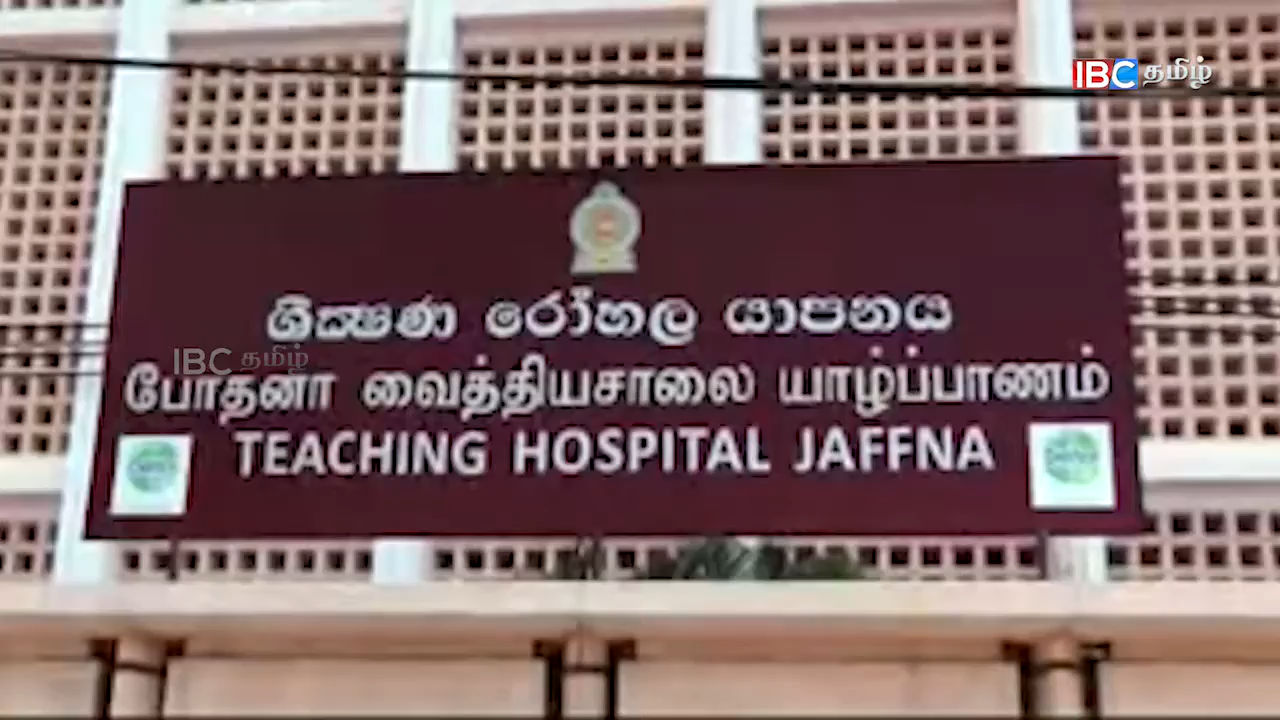 IBC தமிழ்
ශික්ෂණ රෝහල යාපනය
IBC தமிழ்
போதனா வைத்தியசாலை யாழ்ப்பாணம்
TEACHING HOSPITAL JAFFNA